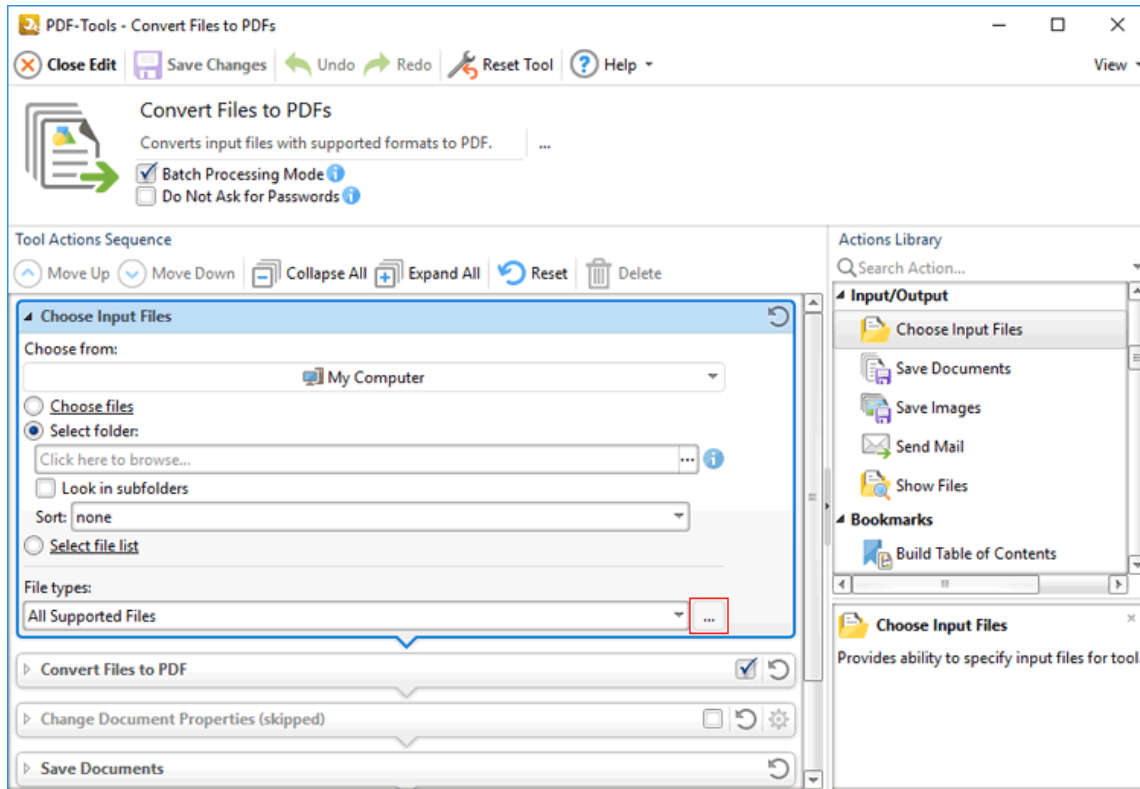 PDF-Tools - Convert Files to PDFs
Close Edit Save Changes Undo Redo Reset Tool ? Help View
Convert Files to PDFs
Converts input files with supported formats to PDF. ...
Batch Processing Mode i
Do Not Ask for Passwords i
Tool Actions Sequence
Move Up Move Down Collapse All Expand All Reset Delete
Choose Input Files
Choose from:
My Computer
Choose files
Select folder:
Click here to browse... ... i
Look in subfolders
Sort: none
Select file list
File types:
All Supported Files ...
Convert Files to PDF
Change Document Properties (skipped)
Save Documents
Actions Library
Search Action...
Input/Output
Choose Input Files
Save Documents
Save Images
Send Mail
Show Files
Bookmarks
Build Table of Contents
Choose Input Files
Provides ability to specify input files for tool.